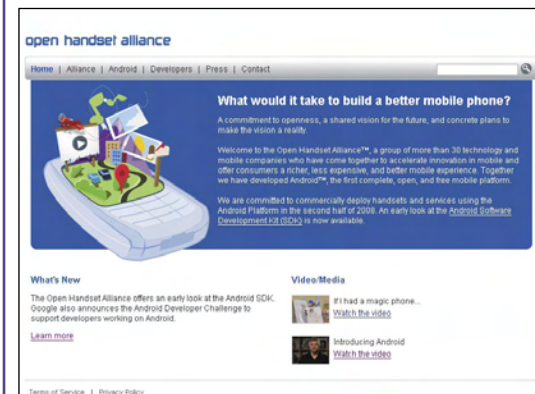 open handset alliance
Home | Alliance | Android | Developers | Press | Contact
What would it take to build a better mobile phone?
A commitment to openness, a shared vision for the future, and concrete plans to
make the vision a reality.
Welcome to the Open Handset Alliance™, a group of more than 30 technology and
mobile companies who have come together to accelerate innovation in mobile and
offer consumers a richer, less expensive, and better mobile experience. Together
we have developed Android™, the first complete, open, and free mobile platform.
We are committed to commercially deploy handsets and services using the
Android Platform in the second half of 2008. An early look at the Android Software
Development Kit (SDK) is now available.
What's New
The Open Handset Alliance offers an early look at the Android SDK.
Google also announces the Android Developer Challenge to
support developers working on Android.
Learn more
Video/Media
If I had a magic phone...
Watch the video
Introducing Android
Watch the video
Terms of Service | Privacy Policy